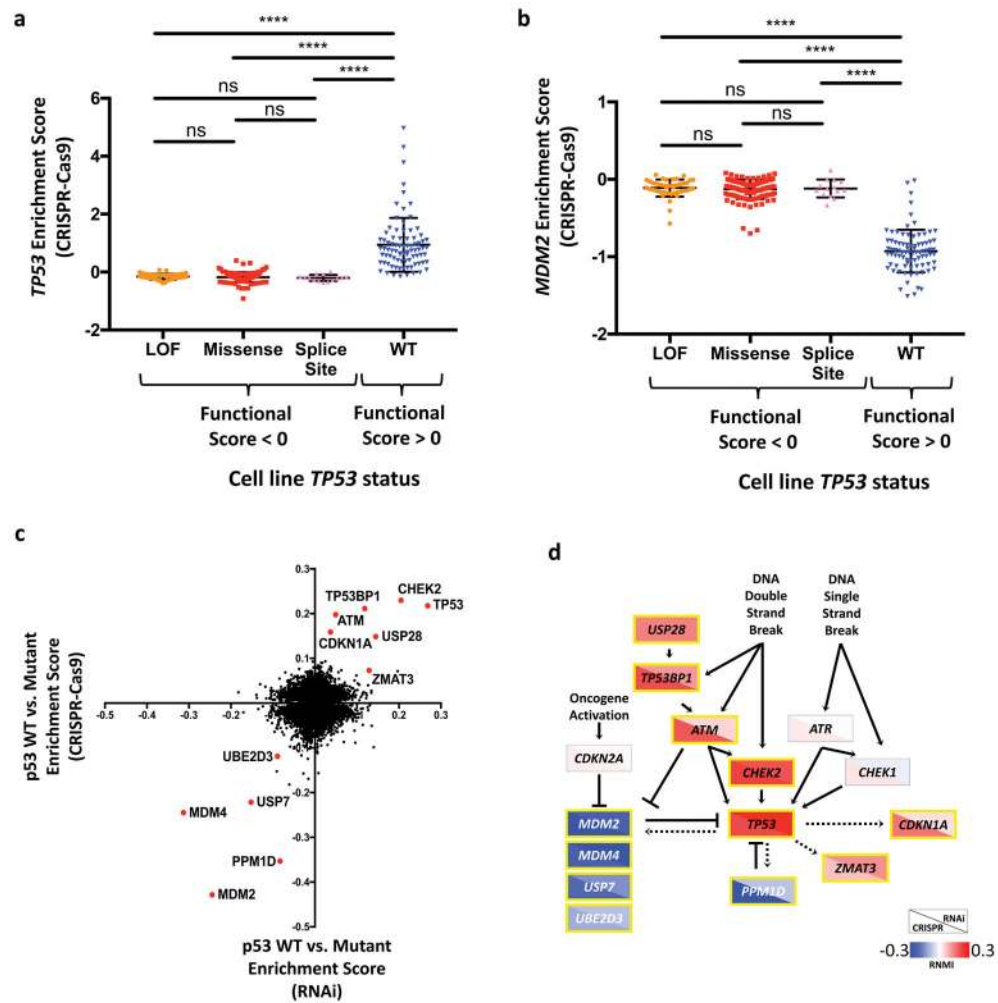 a
****
****
****
ns
ns
ns
TP53 Enrichment Score
(CRISPR-Cas9)
6
4
2
0
-2
LOF
Missense
Splice
Site
WT
Functional
Score < 0
Functional
Score > 0
Cell line TP53 status
b
****
****
****
ns
ns
ns
MDM2 Enrichment Score
(CRISPR-Cas9)
1
0
-1
-2
LOF
Missense
Splice
Site
WT
Functional
Score < 0
Functional
Score > 0
Cell line TP53 status
c
p53 WT vs. Mutant
Enrichment Score
(CRISPR-Cas9)
0.3
0.2
0.1
-0.1
-0.2
-0.3
-0.4
-0.5
-0.5
-0.4
-0.3
-0.2
-0.1
0.1
0.2
0.3
TP53BP1
CHEK2
TP53
ATM
CDKN1A
USP28
ZMAT3
UBE2D3
USP7
MDM4
PPM1D
MDM2
p53 WT vs. Mutant
Enrichment Score
(RNAi)
d
DNA
Double
Strand
Break
DNA
Single
Strand
Break
USP28
TP53BP1
Oncogene
Activation
ATM
ATR
CDKN2A
CHEK2
CHEK1
MDM2
TP53
CDKN1A
MDM4
ZMAT3
USP7
PPM1D
UBE2D3
RNAi
CRISPR
-0.3
0.3
RNMI